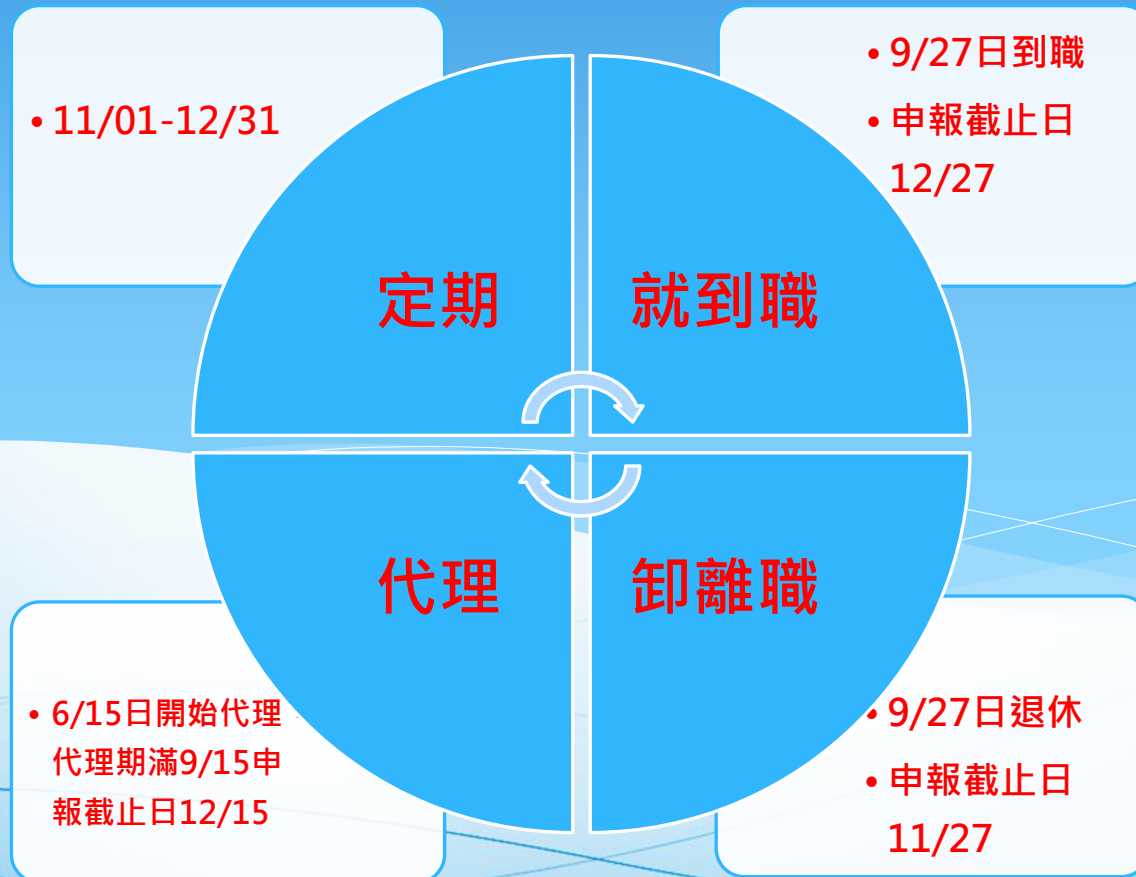 • 11/01-12/31
• 9/27日到職
• 申報截止日
12/27
定期
就到職
代理
卸離職
• 6/15日開始代理
代理期滿9/15申
報截止日12/15
• 9/27日退休
• 申報截止日
11/27